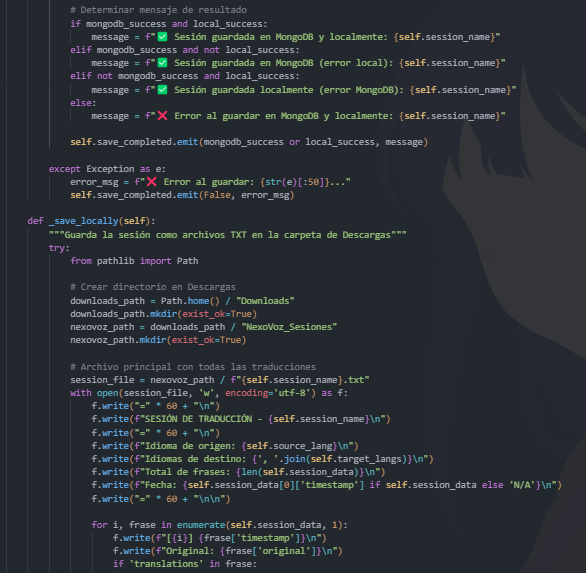 # Determinar mensaje de resultado
if mongodb_success and local_success:
    message = f"✅ Sesión guardada en MongoDB y localmente: {self.session_name}"
elif mongodb_success and not local_success:
    message = f"✅ Sesión guardada en MongoDB (error local): {self.session_name}"
elif not mongodb_success and local_success:
    message = f"✅ Sesión guardada localmente (error MongoDB): {self.session_name}"
else:
    message = f"❌ Error al guardar en MongoDB y localmente: {self.session_name}"

self.save_completed.emit(mongodb_success or local_success, message)

except Exception as e:
    error_msg = f"❌ Error al guardar: {str(e)[:50]}..."
    self.save_completed.emit(False, error_msg)

def _save_locally(self):
    """Guarda la sesión como archivos TXT en la carpeta de Descargas"""
    try:
        from pathlib import Path

        # Crear directorio en Descargas
        downloads_path = Path.home() / "Downloads"
        downloads_path.mkdir(exist_ok=True)
        nexovoz_path = downloads_path / "NexoVoz_Sesiones"
        nexovoz_path.mkdir(exist_ok=True)

        # Archivo principal con todas las traducciones
        session_file = nexovoz_path / f"{self.session_name}.txt"
        with open(session_file, 'w', encoding='utf-8') as f:
            f.write("=" * 60 + "\n")
            f.write(f"SESIÓN DE TRADUCCIÓN - {self.session_name}\n")
            f.write("=" * 60 + "\n")
            f.write(f"Idioma de origen: {self.source_lang}\n")
            f.write(f"Idiomas de destino: {', '.join(self.target_langs)}\n")
            f.write(f"Total de frases: {len(self.session_data)}\n")
            f.write(f"Fecha: {self.session_data[0]['timestamp'] if self.session_data else 'N/A'}\n")
            f.write("=" * 60 + "\n\n")

            for i, frase in enumerate(self.session_data, 1):
                f.write(f"[{i}] {frase['timestamp']}\n")
                f.write(f"Original: {frase['original']}\n")
                if 'translations' in frase: